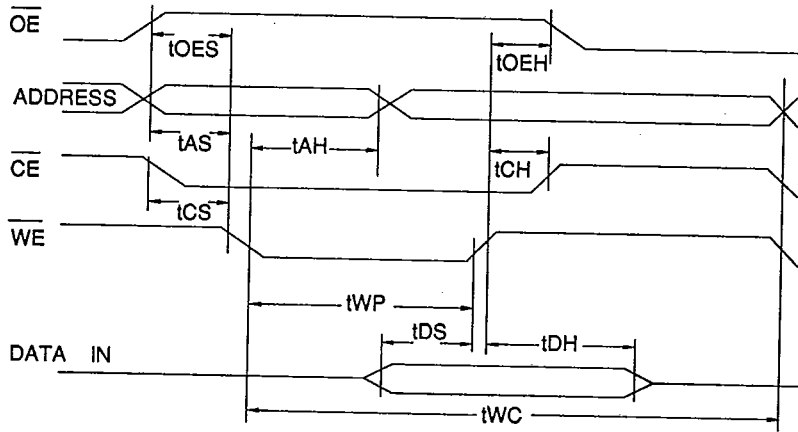 OE
tOES
tOEH
ADDRESS
tAS
tAH
tCH
CE
tCS
WE
tWP
tDS
tDH
DATA IN
tWC